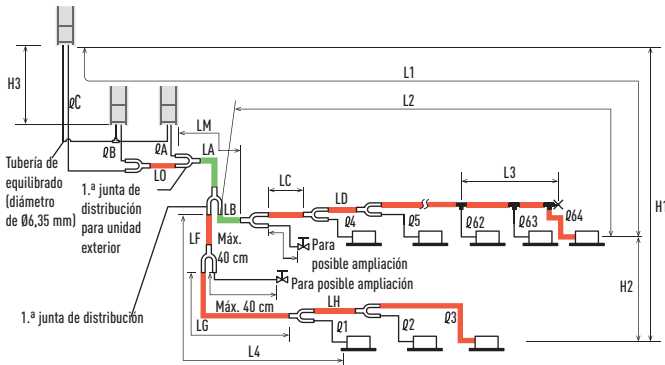 H3
L1
L2
ℓC
LM
ℓB
ℓA
LA
L3
LO
Tubería de
equilibrado
(diámetro
de Ø6,35 mm)
1.ª junta de
distribución
para unidad
exterior
LB
LC
LD
ℓ4
ℓ5
ℓ62
ℓ63
ℓ64
H1
LF
Máx.
40 cm
Para
posible ampliación
Para posible ampliación
H2
Máx. 40 cm
1.ª junta de distribución
LG
LH
ℓ1
ℓ2
ℓ3
L4